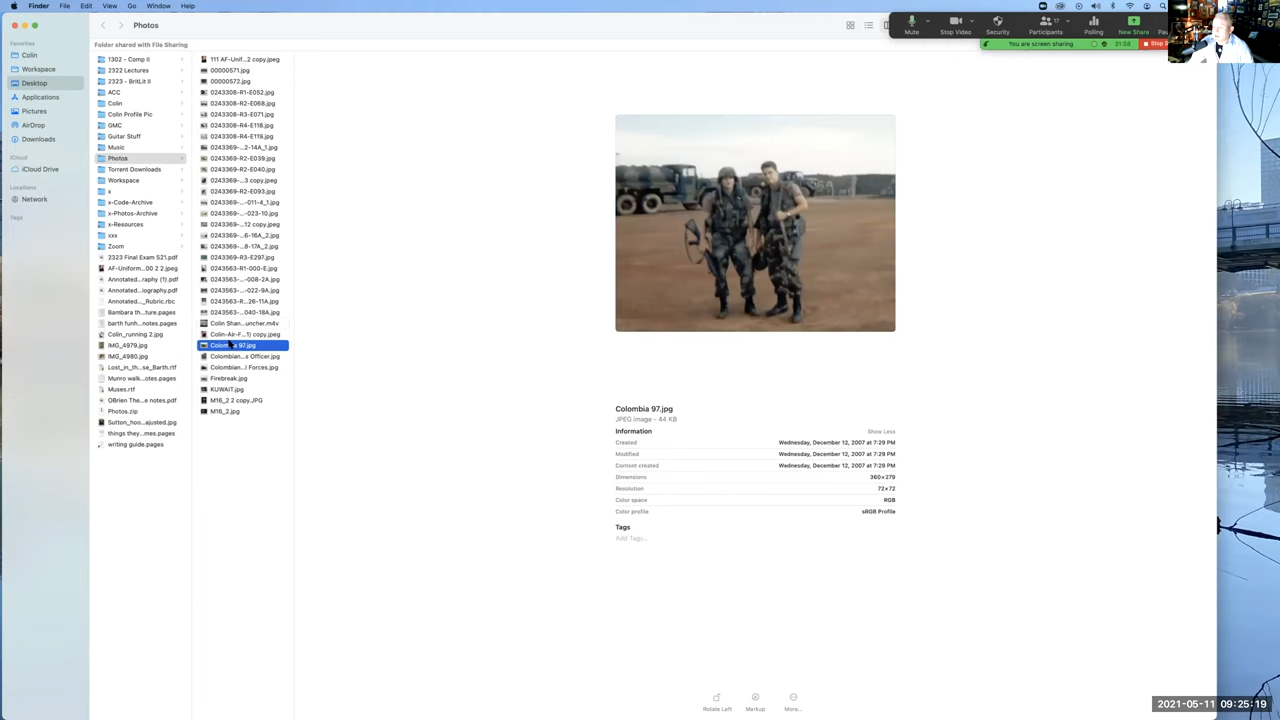 Finder File Edit View Go Window Help
Photos
Mute Stop Video Security Participants 17 Polling New Share
You are screen sharing 31:58 Stop S
Folder shared with File Sharing
Favorites
Colin
Workspace
Desktop
Applications
Pictures
AirDrop
Downloads
iCloud
iCloud Drive
Locations
Network
Tags
1302 - Comp II
2322 Lectures
2323 - BritLit II
ACC
Colin
Colin Profile Pic
GMC
Guitar Stuff
Music
Photos
Torrent Downloads
Workspace
x
x-Code-Archive
x-Photos-Archive
x-Resources
xxx
Zoom
2323 Final Exam S21.pdf
AF-Uniform...00 2 2.jpeg
Annotated...raphy (1).pdf
Annotated...iography.pdf
Annotated..._Rubric.rbc
Bambara th...ture.pages
barth funh...notes.pages
Colin_running 2.jpg
IMG_4979.jpg
IMG_4980.jpg
Lost_in_th...se_Barth.rtf
Munro walk...otes.pages
Muses.rtf
OBrien The...e notes.pdf
Photos.zip
Sutton_hoo...ajusted.jpg
things they...mes.pages
writing guide.pages
111 AF-Unif...2 copy.jpeg
00000571.jpg
00000572.jpg
0243308-R1-E052.jpg
0243308-R2-E068.jpg
0243308-R3-E071.jpg
0243308-R4-E118.jpg
0243308-R4-E119.jpg
0243369-...2-14A_1.jpg
0243369-R2-E039.jpg
0243369-R2-E040.jpg
0243369-...3 copy.jpeg
0243369-R2-E093.jpg
0243369-...-011-4_1.jpg
0243369-...-023-10.jpg
0243369-...12 copy.jpeg
0243369-...6-16A_2.jpg
0243369-...8-17A_2.jpg
0243369-R3-E297.jpg
0243563-R1-000-E.jpg
0243563-...-008-2A.jpg
0243563-...-022-9A.jpg
0243563-R...26-11A.jpg
0243563-...040-18A.jpg
Colin Shan...uncher.m4v
Colin-Air-F...1) copy.jpeg
97.jpg
Colombian...s Officer.jpg
Colombian...l Forces.jpg
Firebreak.jpg
KUWAIT.jpg
M16_2 2 copy.JPG
M16_2.jpg
Colombia 97.jpg
JPEG image - 44 KB
Information Show Less
Created Wednesday, December 12, 2007 at 7:29 PM
Modified Wednesday, December 12, 2007 at 7:29 PM
Content created Wednesday, December 12, 2007 at 7:29 PM
Dimensions 360×279
Resolution 72×72
Color space RGB
Color profile sRGB Profile
Tags
Add Tags...
Rotate Left Markup More...
2021-05-11 09:25:19